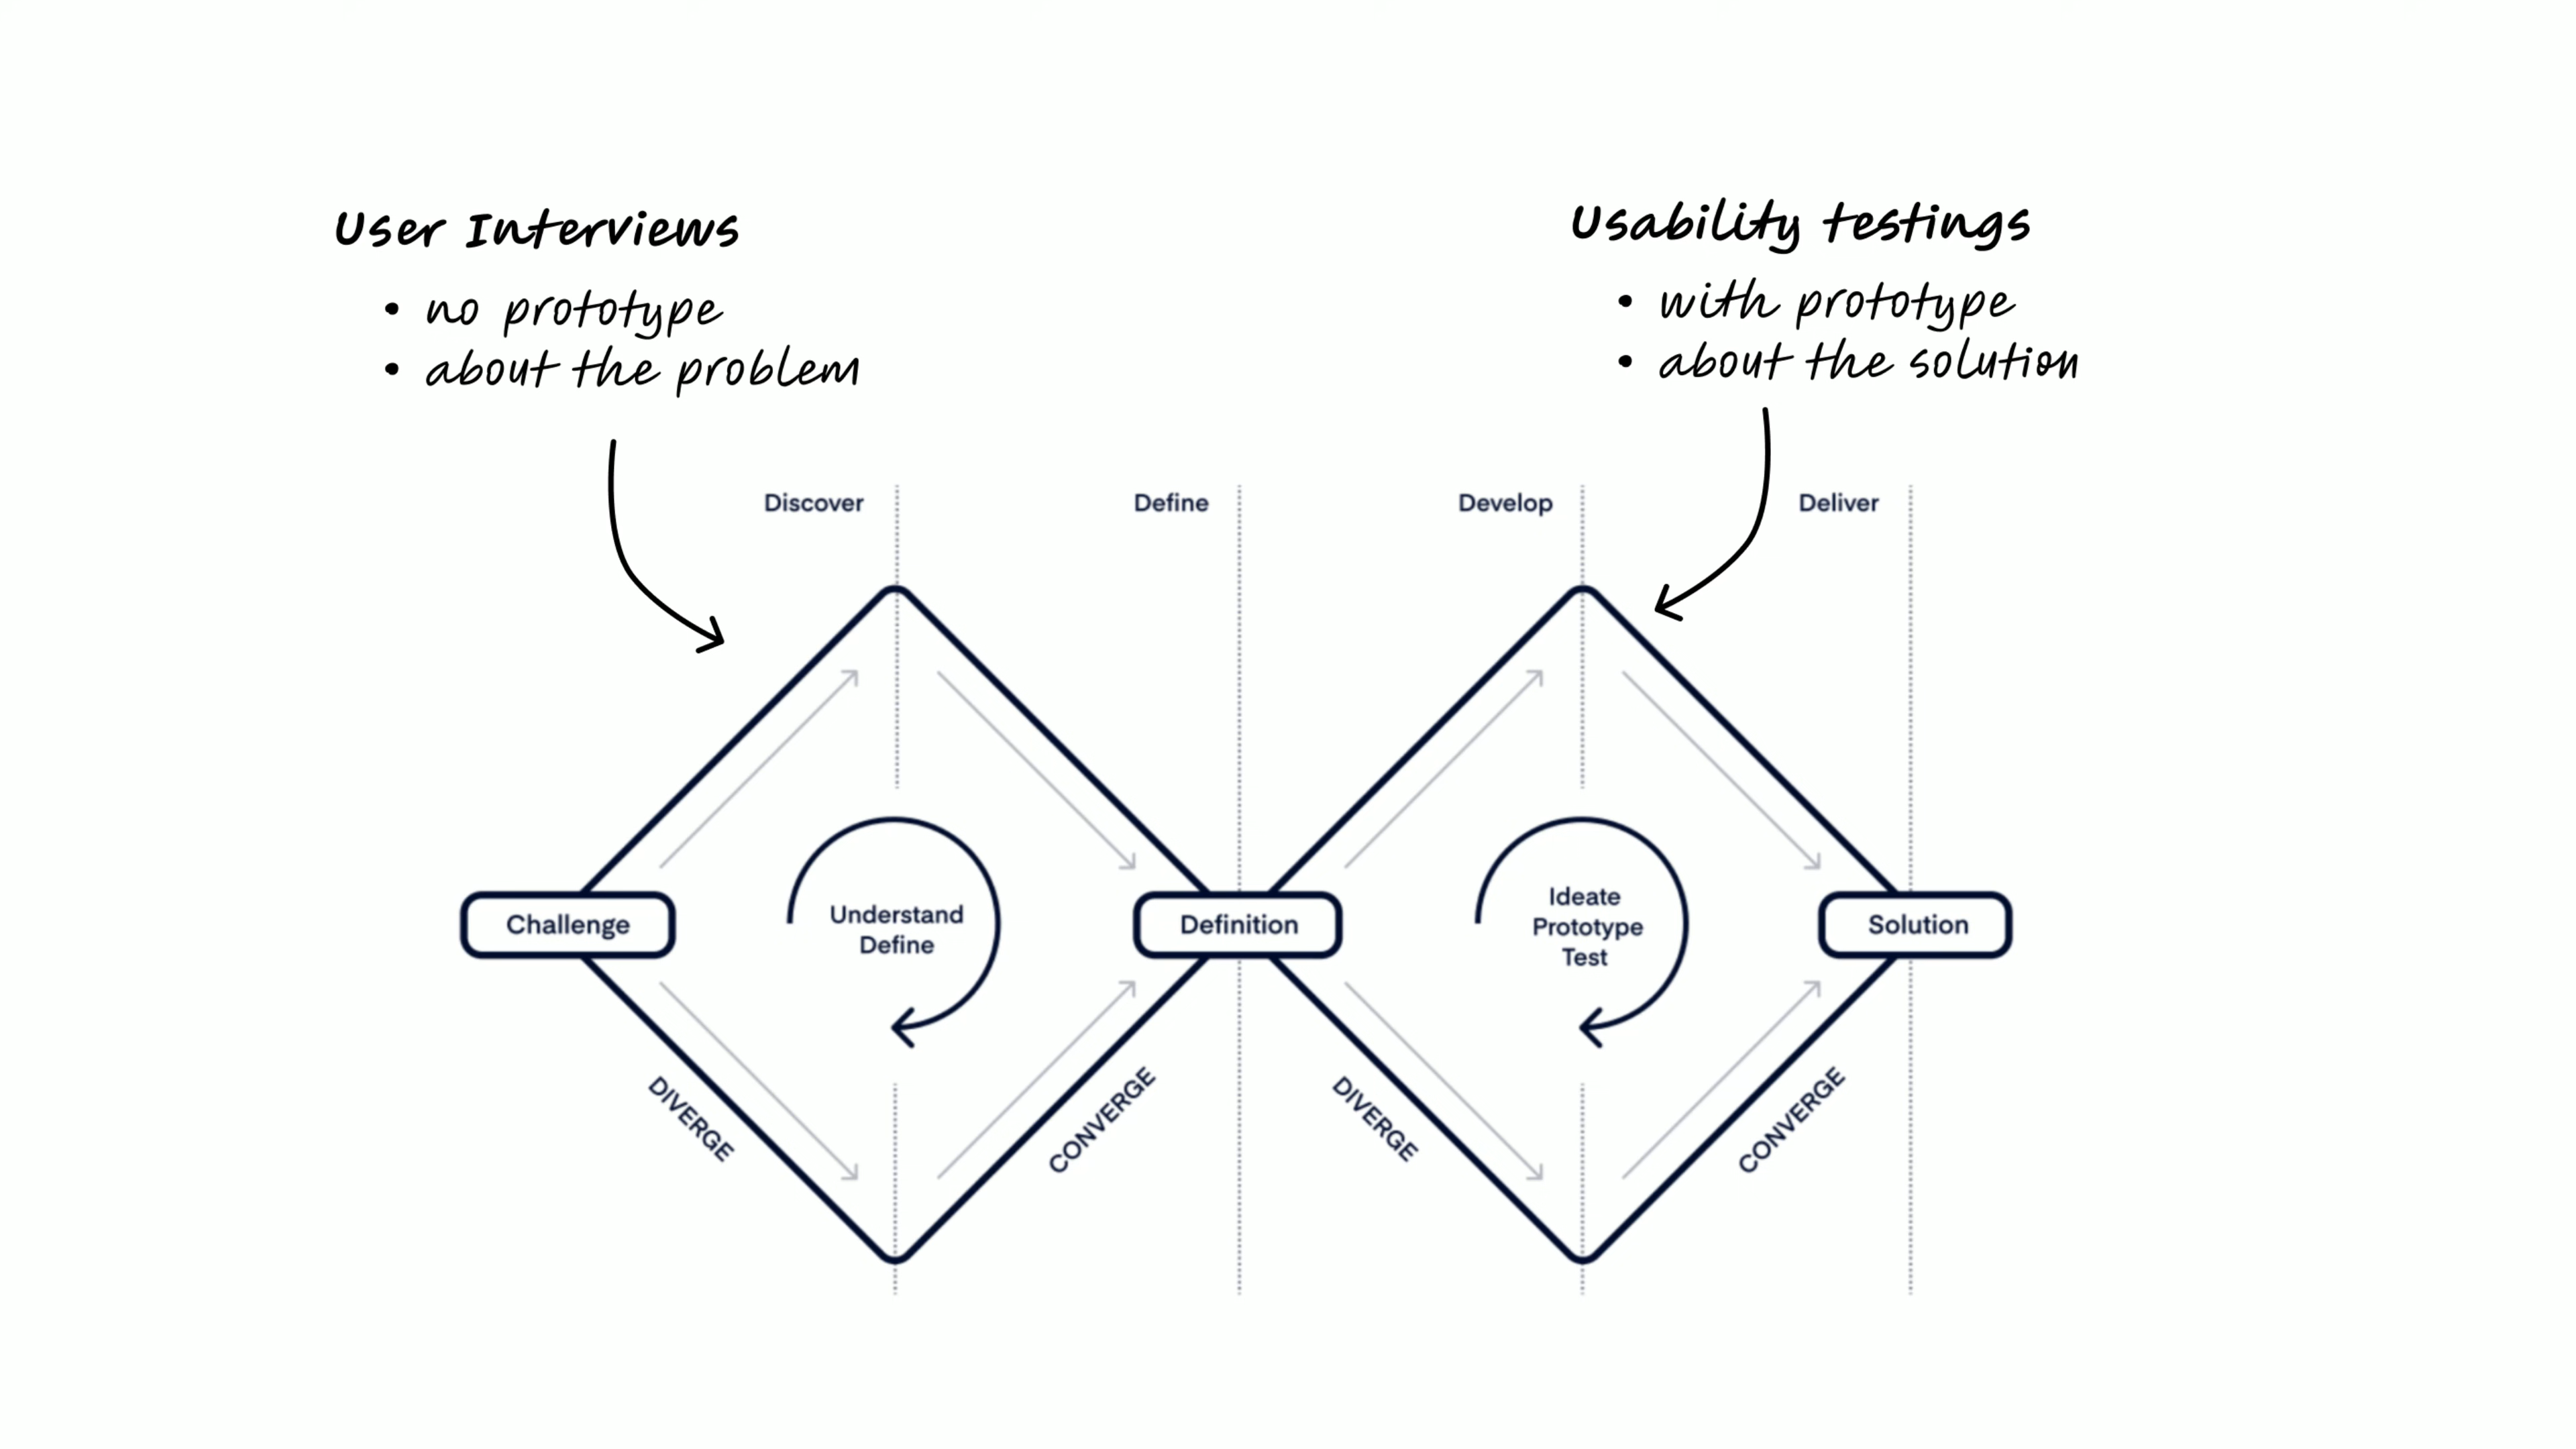 User Interviews
• no prototype
• about the problem
Usability testings
• with prototype
• about the solution
Discover
Define
Develop
Deliver
Challenge
Understand
Define
Definition
Ideate
Prototype
Test
Solution
DIVERGE
CONVERGE
DIVERGE
CONVERGE